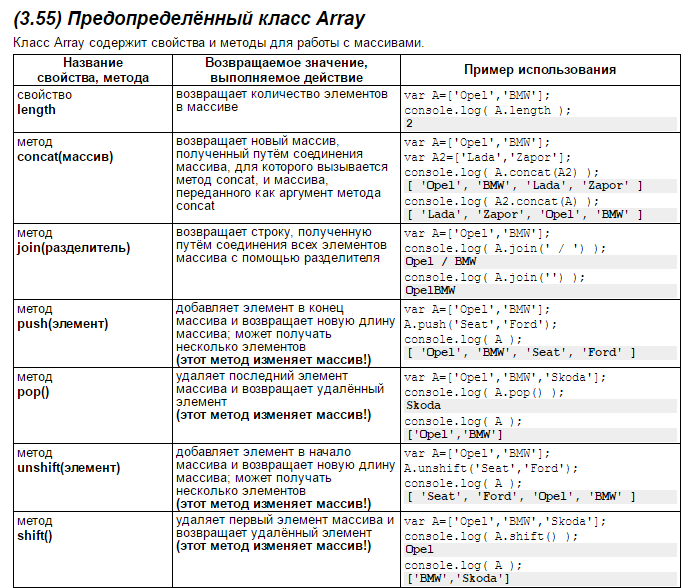 (3.55) Предопределённый класс Array
Класс Array содержит свойства и методы для работы с массивами.
Название
свойства, метода
Возвращаемое значение,
выполняемое действие
Пример использования
свойство
length
возвращает количество элементов
в массиве
var A=['Opel','BMW'];
console.log( A.length );
2
метод
concat(массив)
возвращает новый массив,
полученный путём соединения
массива, для которого вызывается
метод concat, и массива,
переданного как аргумент метода
concat
var A=['Opel','BMW'];
var A2=['Lada','Zapor'];
console.log( A.concat(A2) );
[ 'Opel', 'BMW', 'Lada', 'Zapor' ]
console.log( A2.concat(A) );
[ 'Lada', 'Zapor', 'Opel', 'BMW' ]
метод
join(разделитель)
возвращает строку, полученную
путём соединения всех элементов
массива с помощью разделителя
var A=['Opel','BMW'];
console.log( A.join(' / ') );
Opel / BMW
console.log( A.join('') );
OpelBMW
метод
push(элемент)
добавляет элемент в конец
массива и возвращает новую длину
массива; может получать
несколько элементов
(этот метод изменяет массив!)
var A=['Opel','BMW'];
A.push('Seat','Ford');
console.log( A );
[ 'Opel', 'BMW', 'Seat', 'Ford' ]
метод
pop()
удаляет последний элемент
массива и возвращает удалённый
элемент
(этот метод изменяет массив!)
var A=['Opel','BMW','Skoda'];
console.log( A.pop() );
Skoda
console.log( A );
['Opel','BMW']
метод
unshift(элемент)
добавляет элемент в начало
массива и возвращает новую длину
массива; может получать
несколько элементов
(этот метод изменяет массив!)
var A=['Opel','BMW'];
A.unshift('Seat','Ford');
console.log( A );
[ 'Seat', 'Ford', 'Opel', 'BMW' ]
метод
shift()
удаляет первый элемент массива и
возвращает удалённый элемент
(этот метод изменяет массив!)
var A=['Opel','BMW','Skoda'];
console.log( A.shift() );
Opel
console.log( A );
['BMW','Skoda']